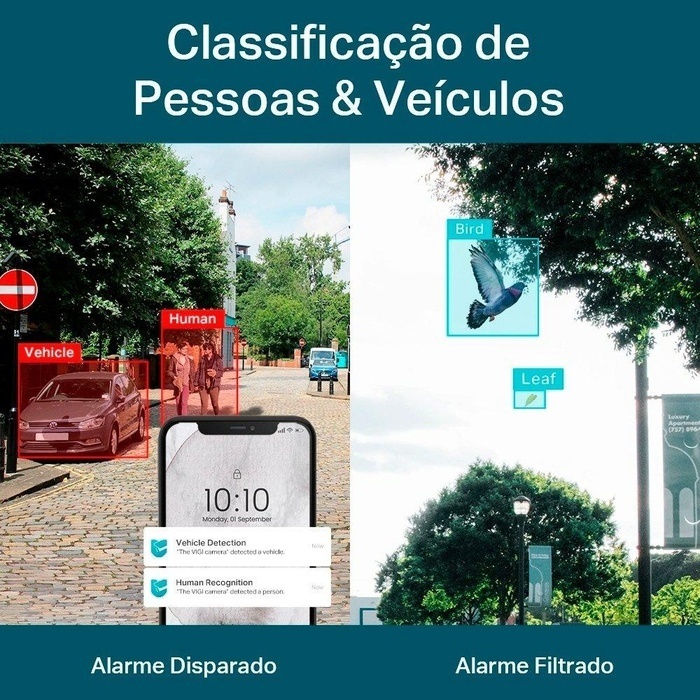 Classificação de
Pessoas & Veículos
Bird
Human
Vehicle
Leaf
Luxury
10:10
Monday, 01 September
Vehicle Detection
"The VIGI camera" detected a vehicle.
Now
Human Recognition
"The VIGI camera" detected a person.
Now
Alarme Disparado
Alarme Filtrado